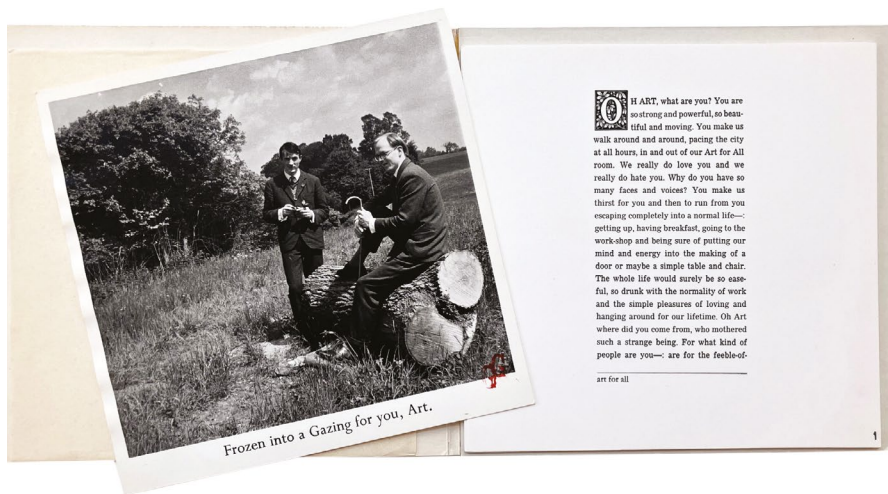 Frozen into a Gazing for you, Art.
OH ART, what are you? You are
so strong and powerful, so beau-
tiful and moving. You make us
walk around and around, pacing the city
at all hours, in and out of our Art for All
room. We really do love you and we
really do hate you. Why do you have so
many faces and voices? You make us
thirst for you and then to run from you
escaping completely into a normal life—:
getting up, having breakfast, going to the
work-shop and being sure of putting our
mind and energy into the making of a
door or maybe a simple table and chair.
The whole life would surely be so ease-
ful, so drunk with the normality of work
and the simple pleasures of loving and
hanging around for our lifetime. Oh Art
where did you come from, who mothered
such a strange being. For what kind of
people are you—: are for the feeble-of-
art for all
1